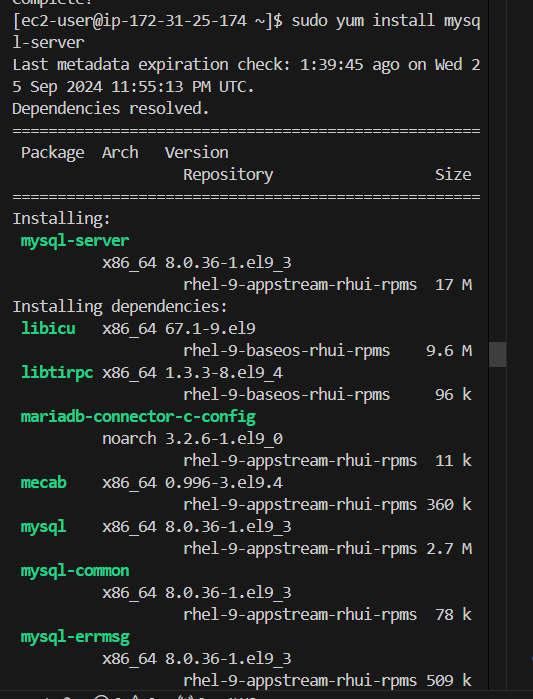 Complete!
[ec2-user@ip-172-31-25-174 ~]$ sudo yum install mysq
l-server
Last metadata expiration check: 1:39:45 ago on Wed 2
5 Sep 2024 11:55:13 PM UTC.
Dependencies resolved.
====================================================
Package Arch Version
Repository Size
====================================================
Installing:
mysql-server
x86_64 8.0.36-1.el9_3
rhel-9-appstream-rhui-rpms 17 M
Installing dependencies:
libicu x86_64 67.1-9.el9
rhel-9-baseos-rhui-rpms 9.6 M
libtirpc x86_64 1.3.3-8.el9_4
rhel-9-baseos-rhui-rpms 96 k
mariadb-connector-c-config
noarch 3.2.6-1.el9_0
rhel-9-appstream-rhui-rpms 11 k
mecab x86_64 0.996-3.el9.4
rhel-9-appstream-rhui-rpms 360 k
mysql x86_64 8.0.36-1.el9_3
rhel-9-appstream-rhui-rpms 2.7 M
mysql-common
x86_64 8.0.36-1.el9_3
rhel-9-appstream-rhui-rpms 78 k
mysql-errmsg
x86_64 8.0.36-1.el9_3
rhel-9-appstream-rhui-rpms 509 k